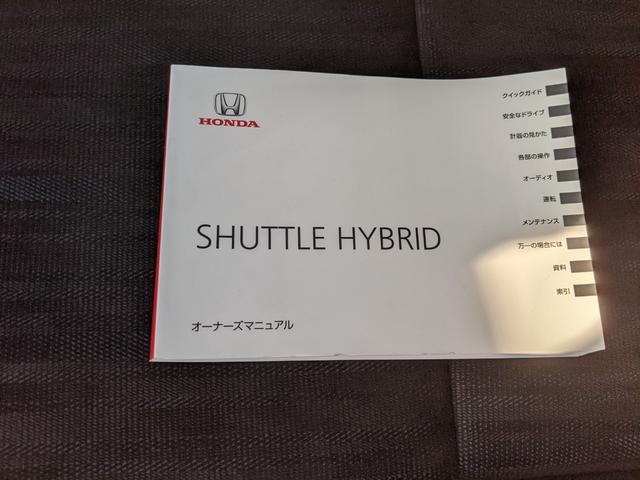 HONDA
SHUTTLE HYBRID
オーナーズマニュアル
クイックガイド
安全なドライブ
計器の見かた
各部の操作
オーディオ
運転
メンテナンス
万一の場合には
資料
索引